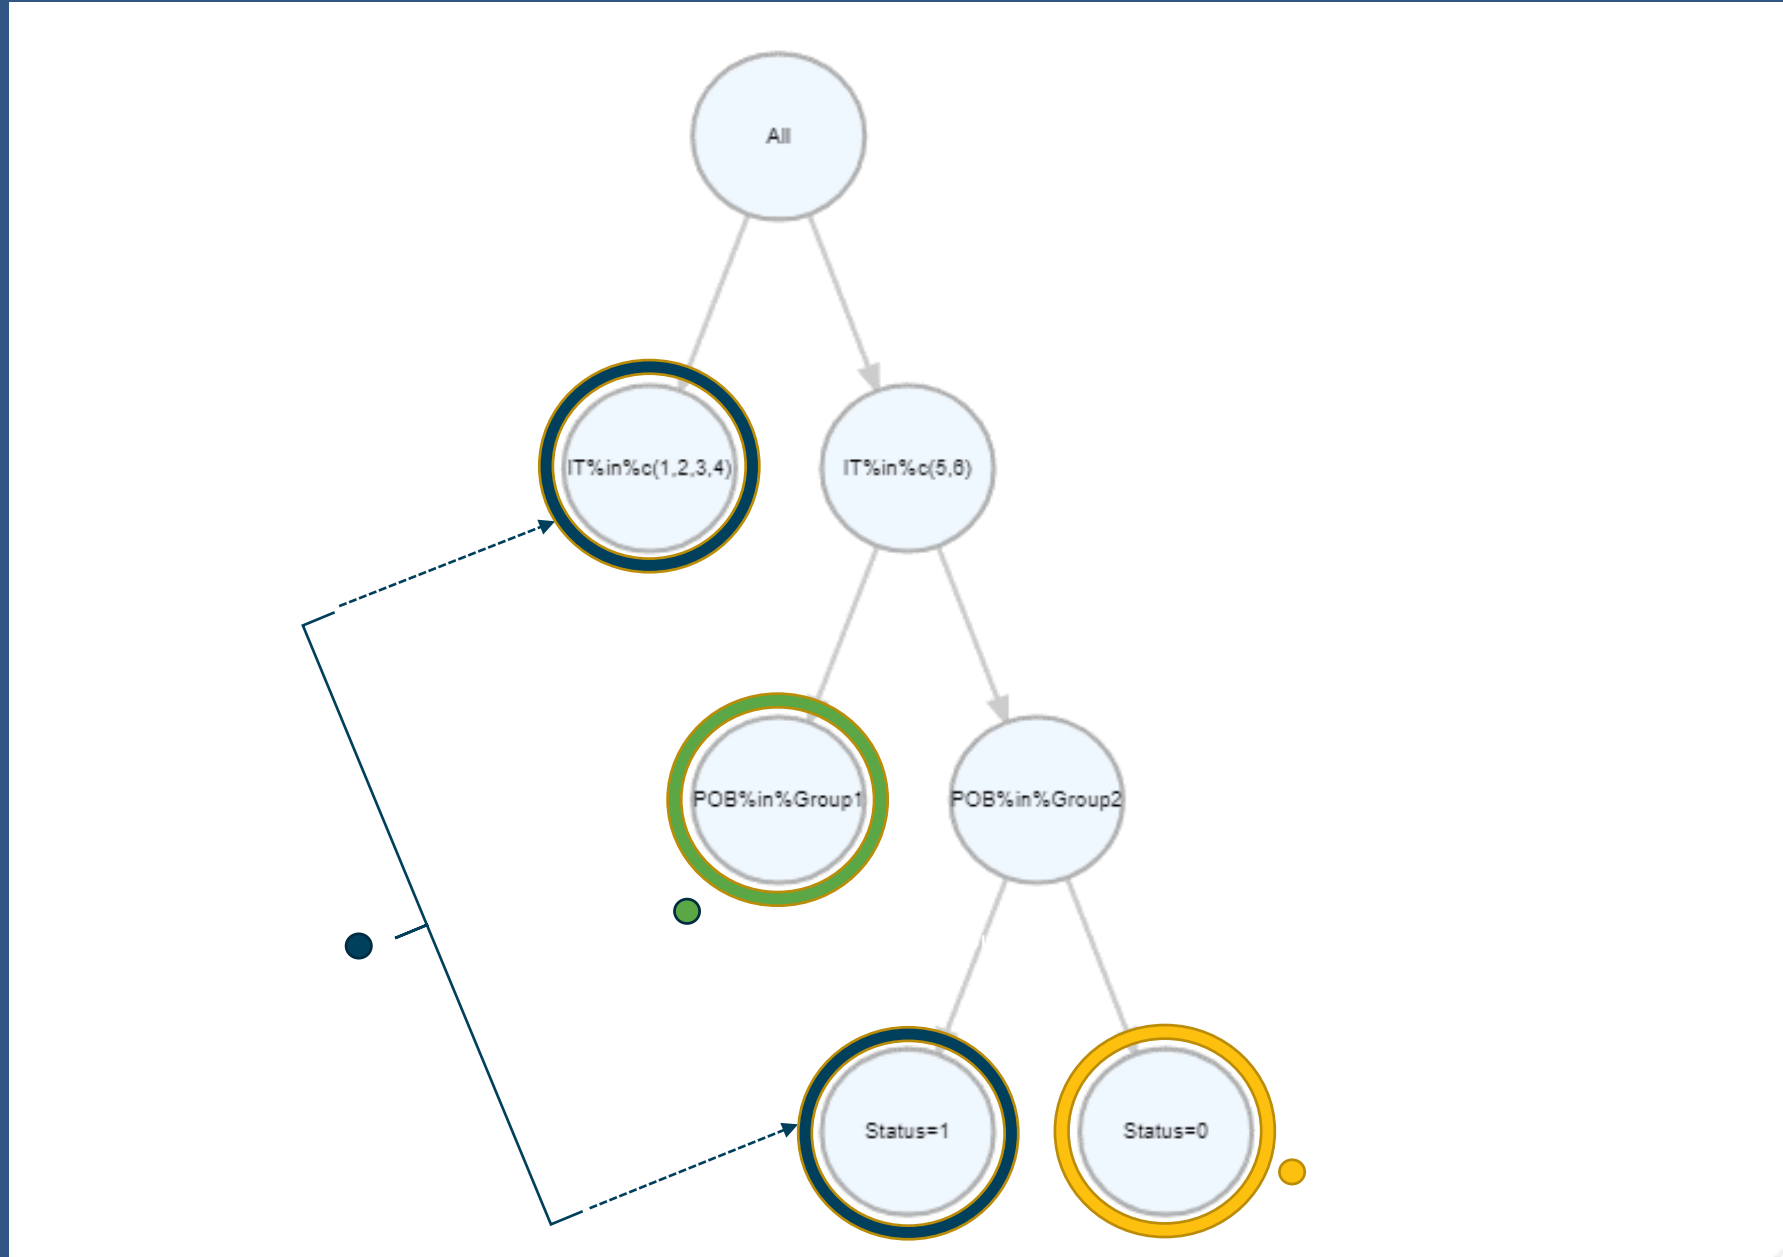 All
IT%in%c(1,2,3,4)
IT%in%c(5,6)
POB%in%Group1
POB%in%Group2
Status=1
Status=0